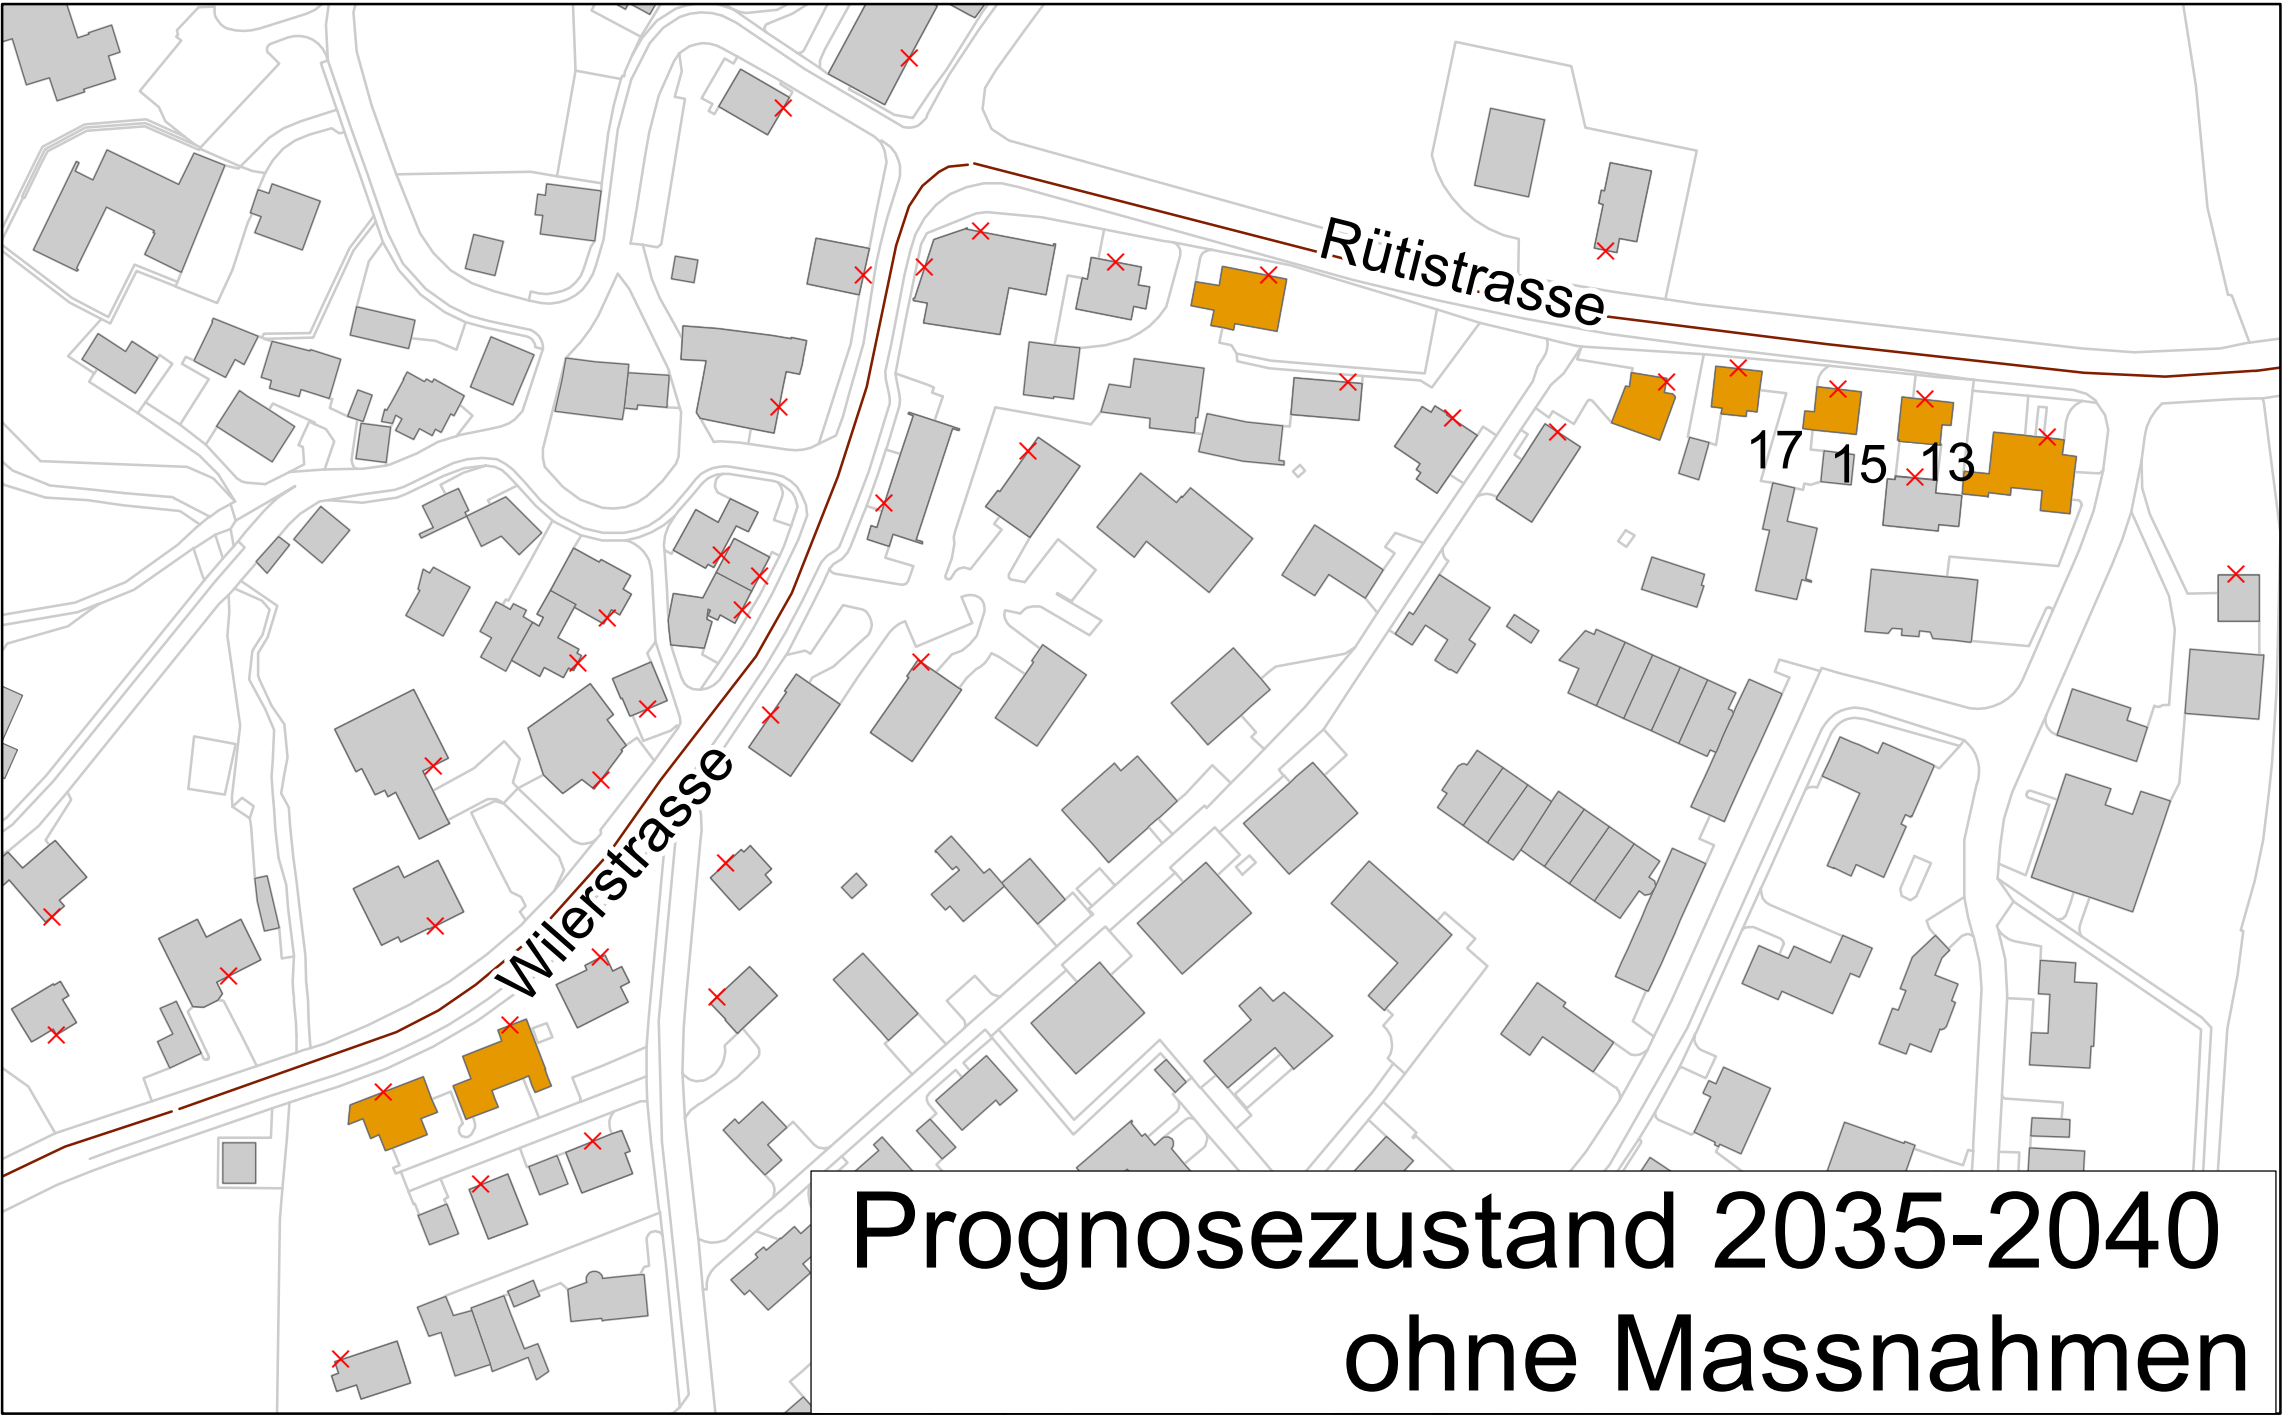 Rütistrasse
17
15
13
Wilerstrasse
Prognosezustand 2035-2040
ohne Massnahmen